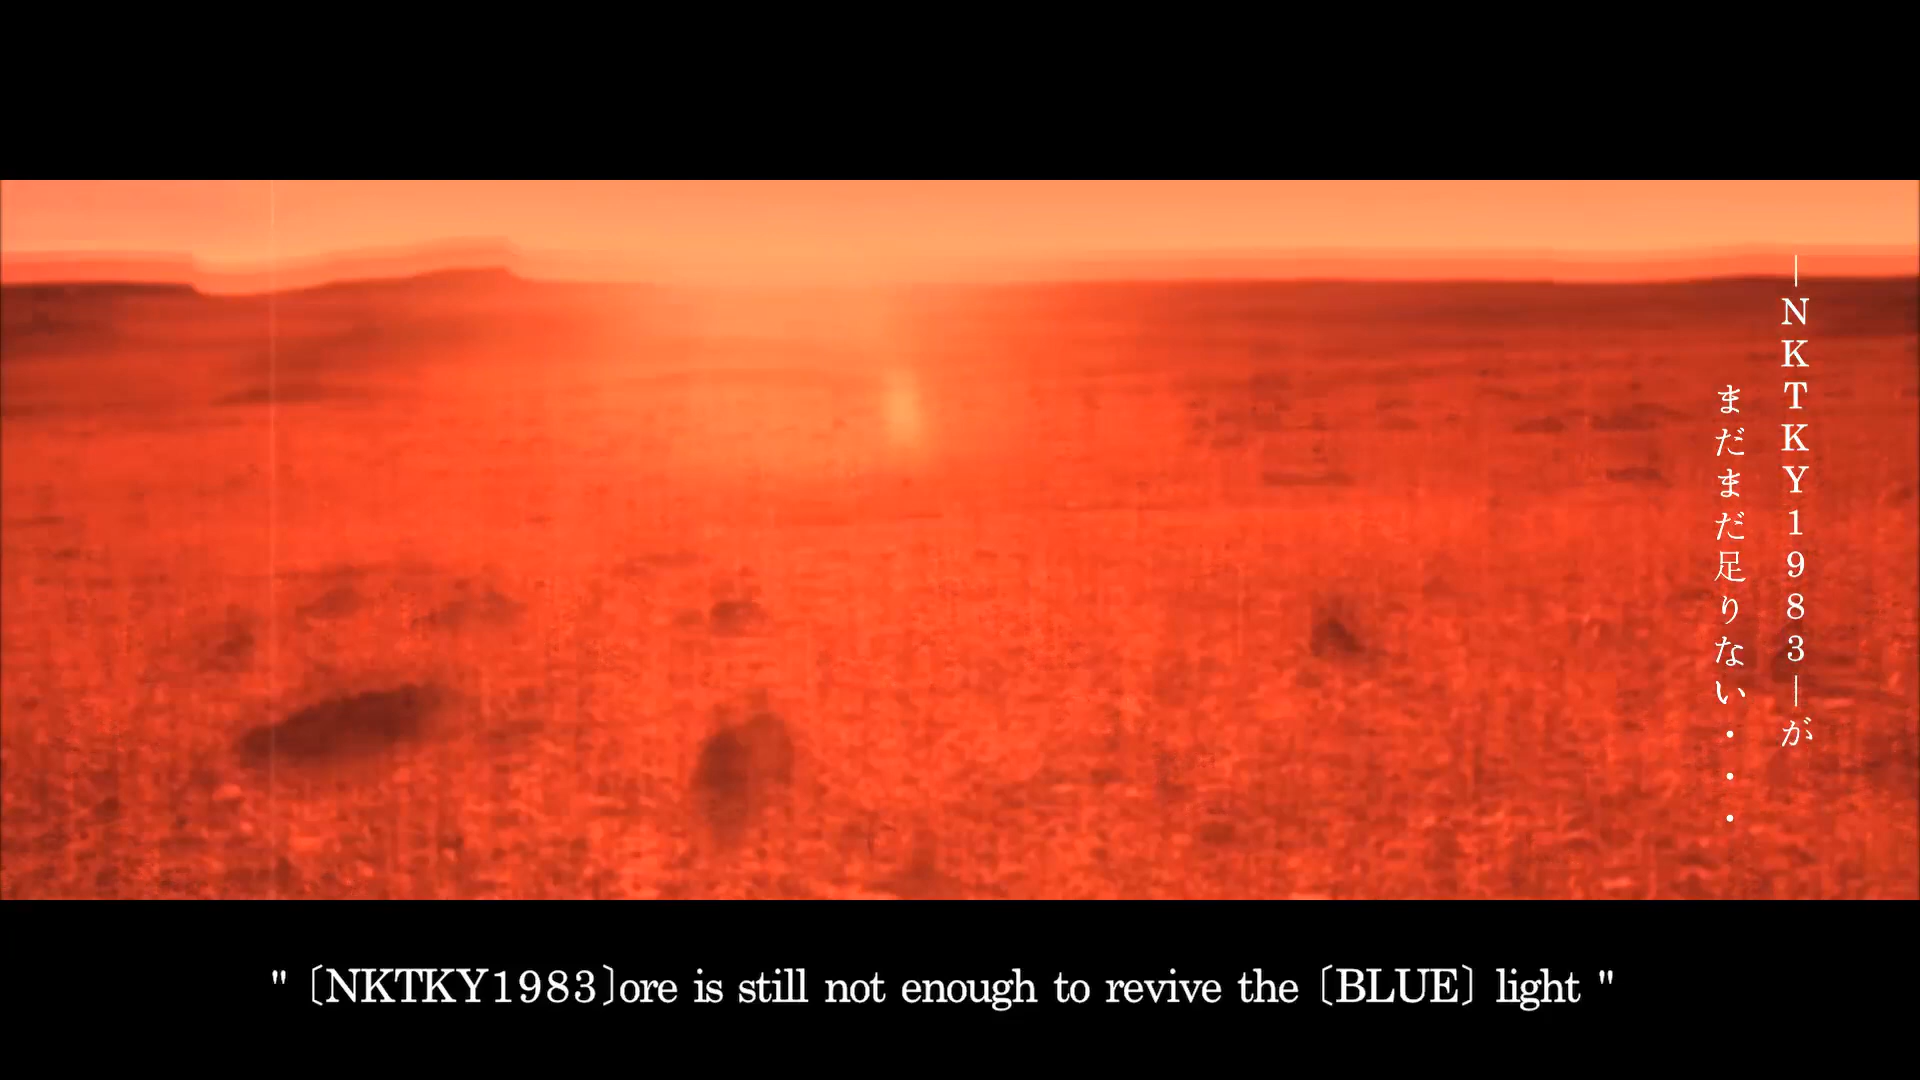 ―NKTKY1983―が
まだまだ足りない・・・
" 〔NKTKY1983〕ore is still not enough to revive the 〔BLUE〕 light "